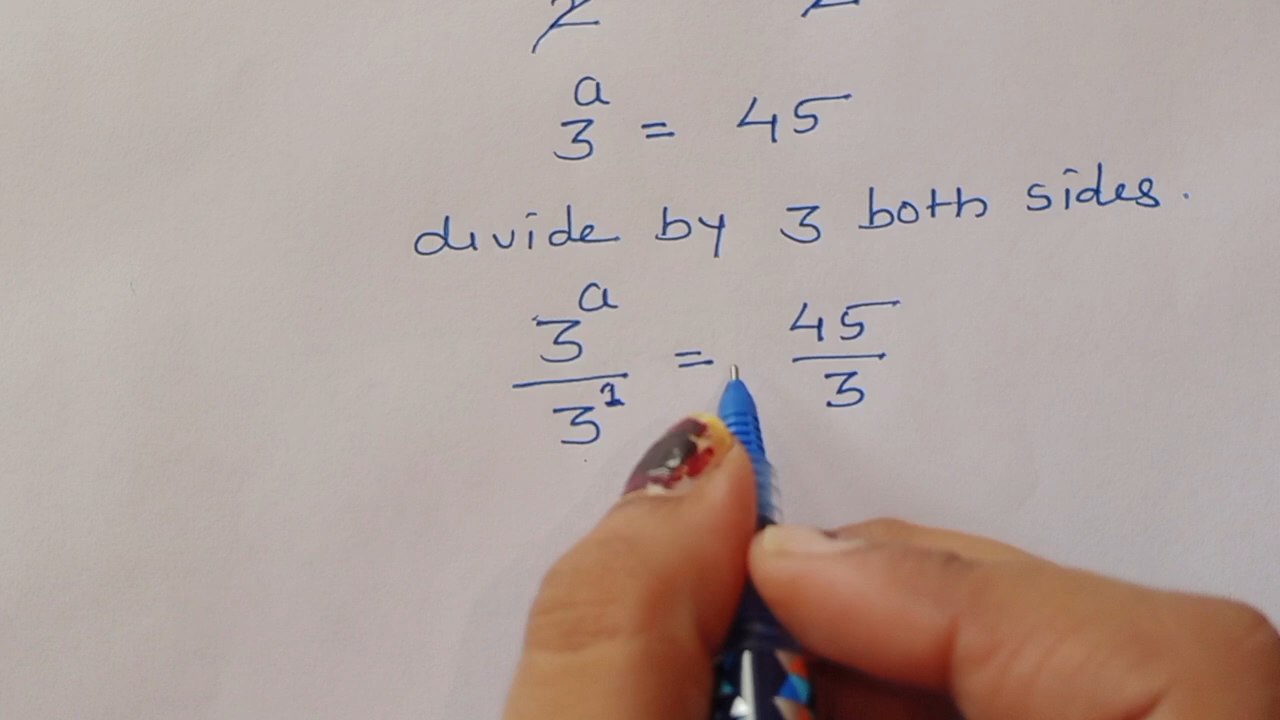 3^a = 45
divide by 3 both sides.
3^a / 3^1 = 45 / 3